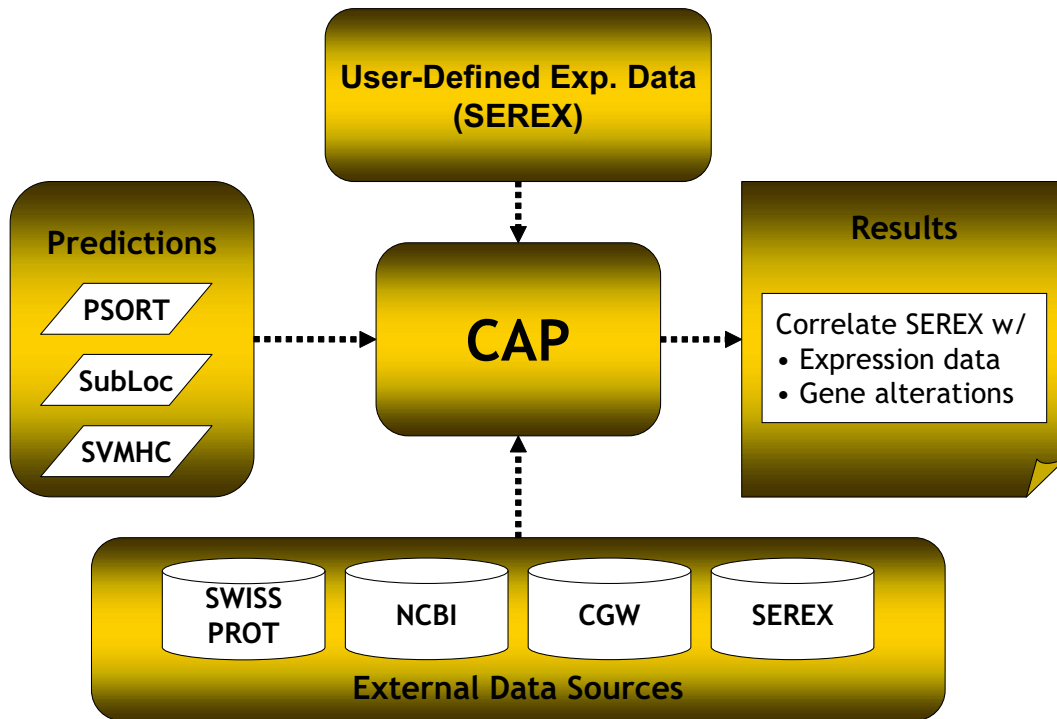 User-Defined Exp. Data
(SEREX)
Predictions
PSORT
SubLoc
SVMHC
CAP
Results
Correlate SEREX w/
• Expression data
• Gene alterations
SWISS
PROT
NCBI
CGW
SEREX
External Data Sources